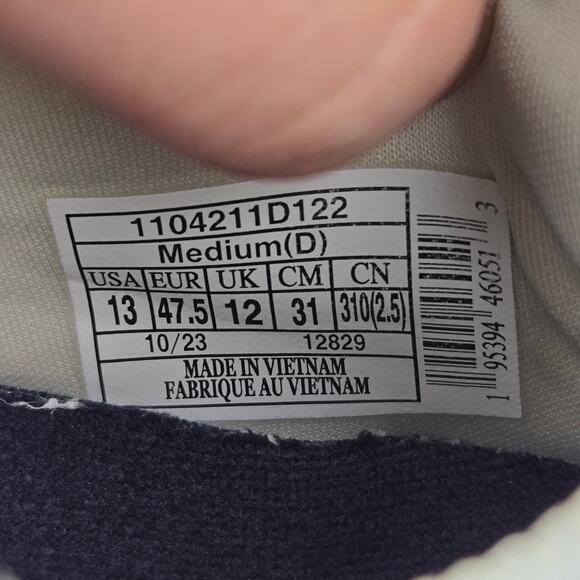 1104211D122
Medium(D)
USA EUR UK CM CN
13 47.5 12 31 310(2.5)
10/23 12829
MADE IN VIETNAM
FABRIQUE AU VIETNAM
1 95394 46051 3